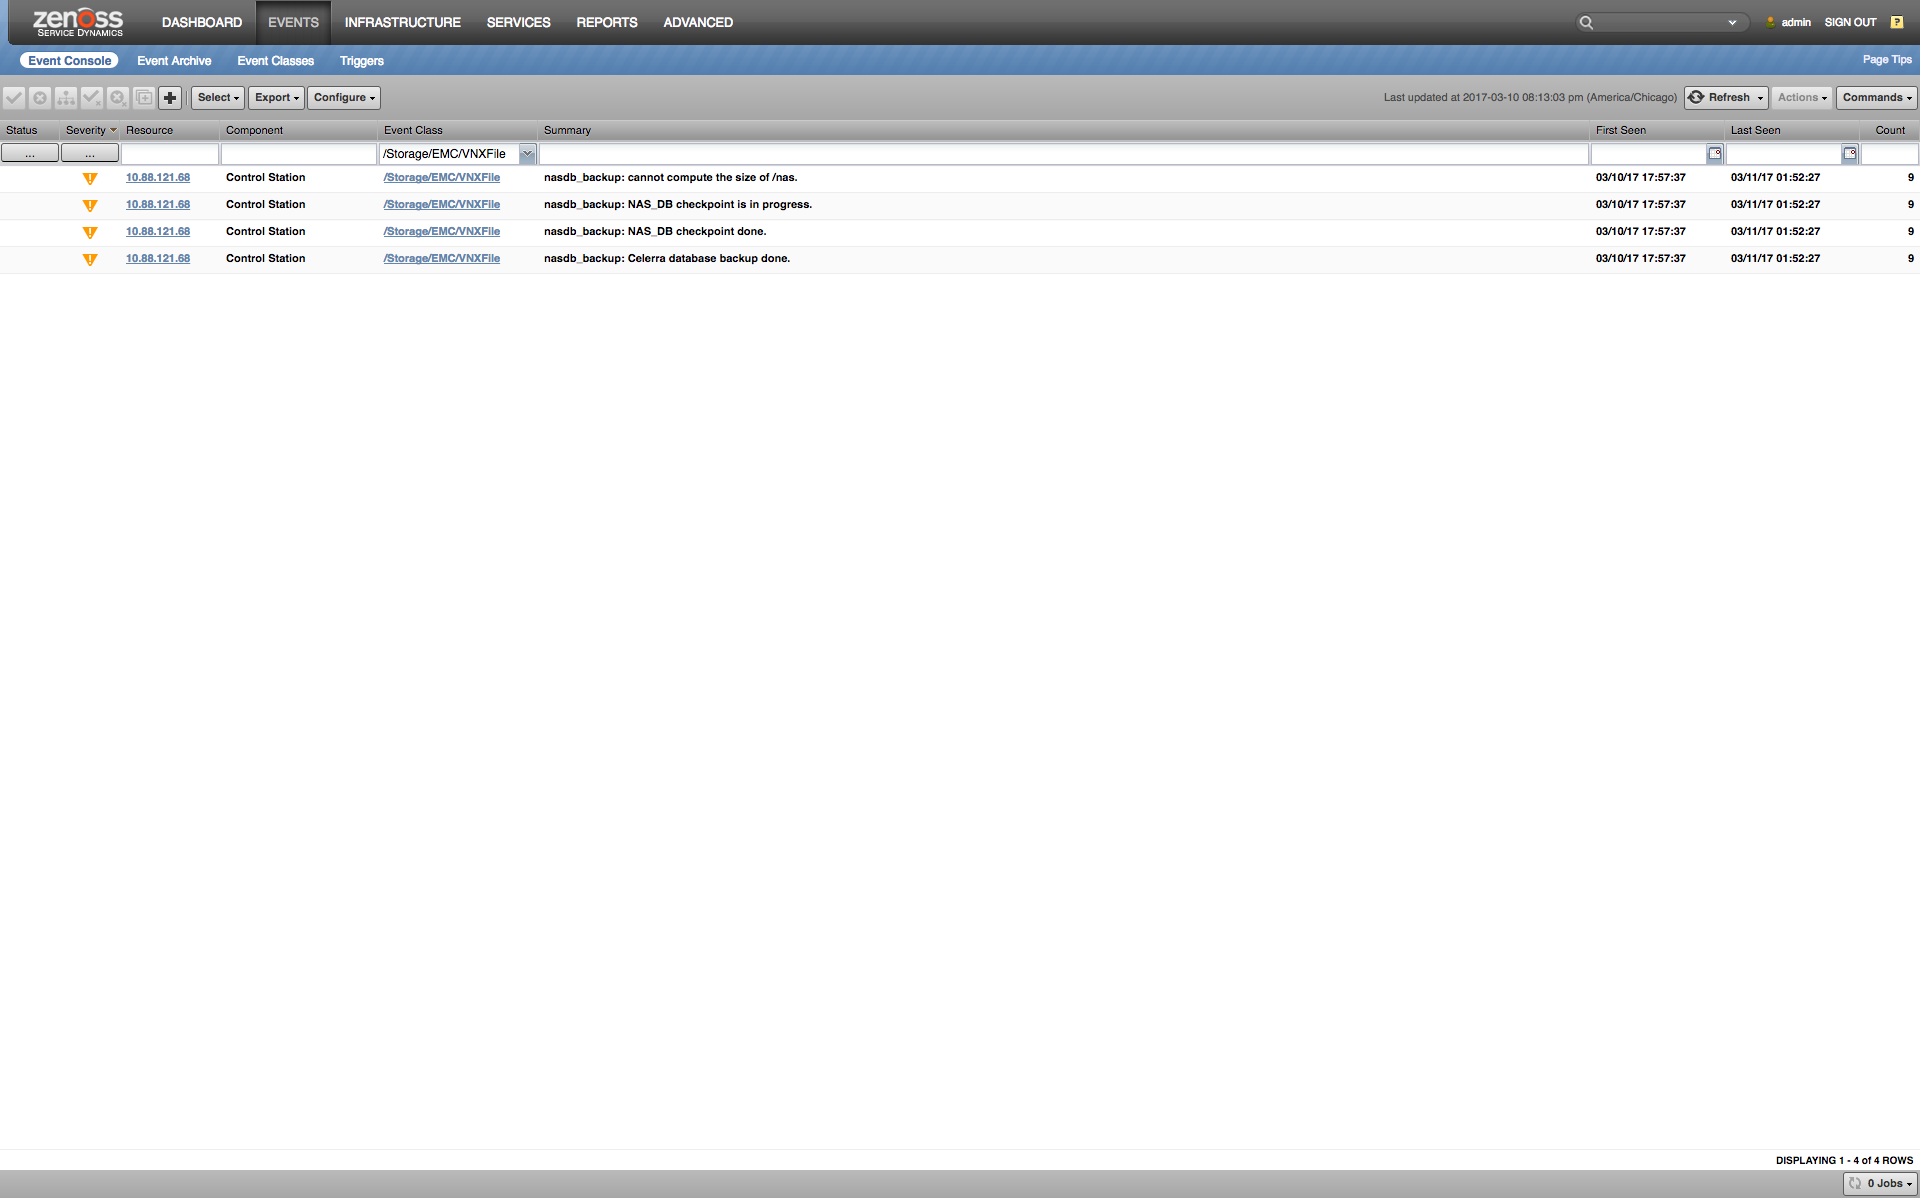 zenoss
SERVICE DYNAMICS
DASHBOARD EVENTS INFRASTRUCTURE SERVICES REPORTS ADVANCED admin SIGN OUT ?
Event Console Event Archive Event Classes Triggers Page Tips
Select Export Configure Last updated at 2017-03-10 08:13:03 pm (America/Chicago) Refresh Actions Commands
Status Severity Resource Component Event Class Summary First Seen Last Seen Count
... ... /Storage/EMC/VNXFile
10.88.121.68 Control Station /Storage/EMC/VNXFile nasdb_backup: cannot compute the size of /nas. 03/10/17 17:57:37 03/11/17 01:52:27 9
10.88.121.68 Control Station /Storage/EMC/VNXFile nasdb_backup: NAS_DB checkpoint is in progress. 03/10/17 17:57:37 03/11/17 01:52:27 9
10.88.121.68 Control Station /Storage/EMC/VNXFile nasdb_backup: NAS_DB checkpoint done. 03/10/17 17:57:37 03/11/17 01:52:27 9
10.88.121.68 Control Station /Storage/EMC/VNXFile nasdb_backup: Celerra database backup done. 03/10/17 17:57:37 03/11/17 01:52:27 9
DISPLAYING 1 - 4 of 4 ROWS
0 Jobs